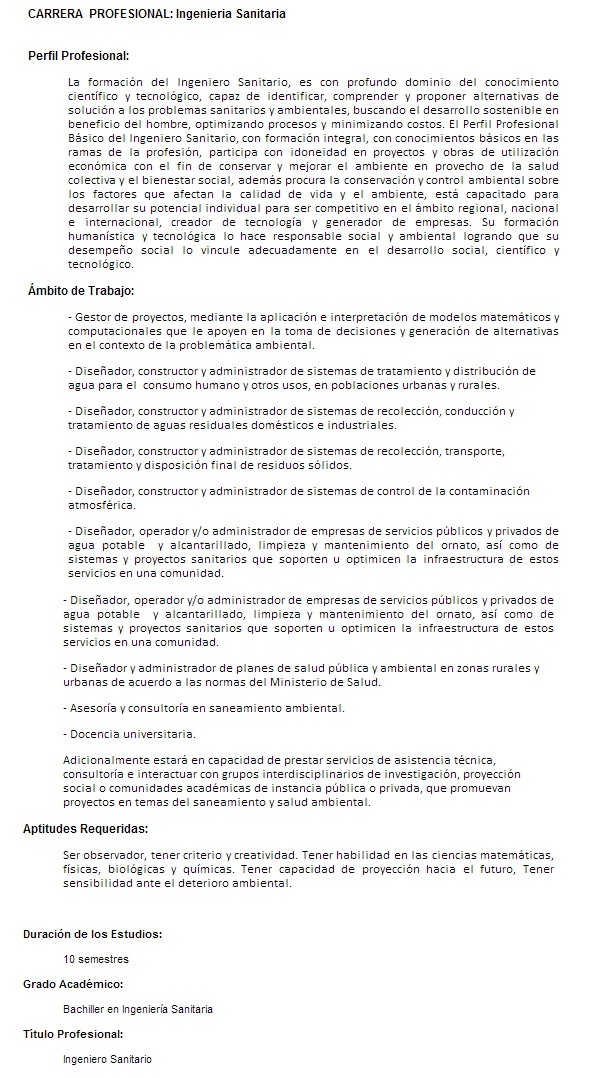 CARRERA PROFESIONAL: Ingenieria Sanitaria
Perfil Profesional:
La formación del Ingeniero Sanitario, es con profundo dominio del conocimiento
científico y tecnológico, capaz de identificar, comprender y proponer alternativas de
solución a los problemas sanitarios y ambientales, buscando el desarrollo sostenible en
beneficio del hombre, optimizando procesos y minimizando costos. El Perfil Profesional
Básico del Ingeniero Sanitario, con formación integral, con conocimientos básicos en las
ramas de la profesión, participa con idoneidad en proyectos y obras de utilización
económica con el fin de conservar y mejorar el ambiente en provecho de la salud
colectiva y el bienestar social, además procura la conservación y control ambiental sobre
los factores que afectan la calidad de vida y el ambiente, está capacitado para
desarrollar su potencial individual para ser competitivo en el ámbito regional, nacional
e internacional, creador de tecnología y generador de empresas. Su formación
humanística y tecnológica lo hace responsable social y ambiental logrando que su
desempeño social lo vincule adecuadamente en el desarrollo social, científico y
tecnológico.
Ámbito de Trabajo:
- Gestor de proyectos, mediante la aplicación e interpretación de modelos matemáticos y
computacionales que le apoyen en la toma de decisiones y generación de alternativas
en el contexto de la problemática ambiental.
- Diseñador, constructor y administrador de sistemas de tratamiento y distribución de
agua para el consumo humano y otros usos, en poblaciones urbanas y rurales.
- Diseñador, constructor y administrador de sistemas de recolección, conducción y
tratamiento de aguas residuales domésticos e industriales.
- Diseñador, constructor y administrador de sistemas de recolección, transporte,
tratamiento y disposición final de residuos sólidos.
- Diseñador, constructor y administrador de sistemas de control de la contaminación
atmosférica.
- Diseñador, operador y/o administrador de empresas de servicios públicos y privados de
agua potable y alcantarillado, limpieza y mantenimiento del ornato, así como de
sistemas y proyectos sanitarios que soporten u optimicen la infraestructura de estos
servicios en una comunidad.
- Diseñador, operador y/o administrador de empresas de servicios públicos y privados de
agua potable y alcantarillado, limpieza y mantenimiento del ornato, así como de
sistemas y proyectos sanitarios que soporten u optimicen la infraestructura de estos
servicios en una comunidad.
- Diseñador y administrador de planes de salud pública y ambiental en zonas rurales y
urbanas de acuerdo a las normas del Ministerio de Salud.
- Asesoría y consultoría en saneamiento ambiental.
- Docencia universitaria.
Adicionalmente estará en capacidad de prestar servicios de asistencia técnica,
consultoría e interactuar con grupos interdisciplinarios de investigación, proyección
social o comunidades académicas de instancia pública o privada, que promuevan
proyectos en temas del saneamiento y salud ambiental.
Aptitudes Requeridas:
Ser observador, tener criterio y creatividad. Tener habilidad en las ciencias matemáticas,
físicas, biológicas y químicas. Tener capacidad de proyección hacia el futuro, Tener
sensibilidad ante el deterioro ambiental.
Duración de los Estudios:
10 semestres
Grado Académico:
Bachiller en Ingeniería Sanitaria
Título Profesional:
Ingeniero Sanitario